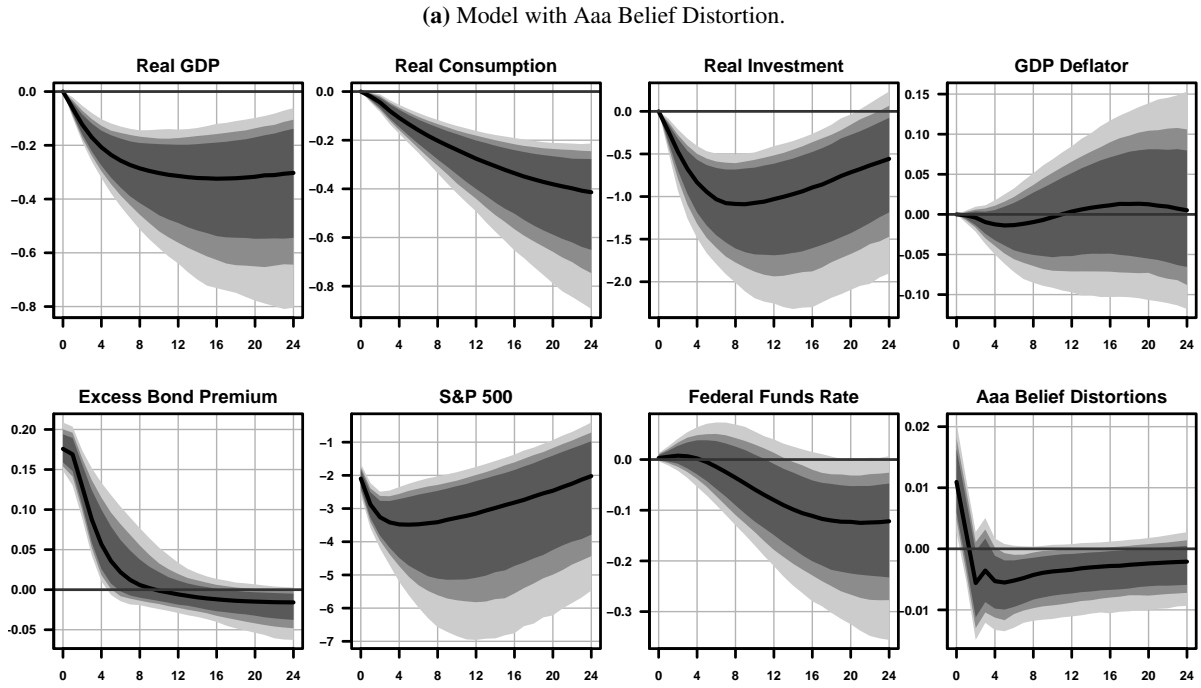 (a) Model with Aaa Belief Distortion.
Real GDP
0.0
−0.2
−0.4
−0.6
−0.8
0 4 8 12 16 20 24
Real Consumption
0.0
−0.2
−0.4
−0.6
−0.8
0 4 8 12 16 20 24
Real Investment
0.0
−0.5
−1.0
−1.5
−2.0
0 4 8 12 16 20 24
GDP Deflator
0.15
0.10
0.05
0.00
−0.05
−0.10
0 4 8 12 16 20 24
Excess Bond Premium
0.20
0.15
0.10
0.05
0.00
-0.05
0 4 8 12 16 20 24
S&P 500
−1
−2
−3
−4
−5
−6
−7
0 4 8 12 16 20 24
Federal Funds Rate
0.0
−0.1
−0.2
−0.3
0 4 8 12 16 20 24
Aaa Belief Distortions
0.02
0.01
0.00
−0.01
0 4 8 12 16 20 24